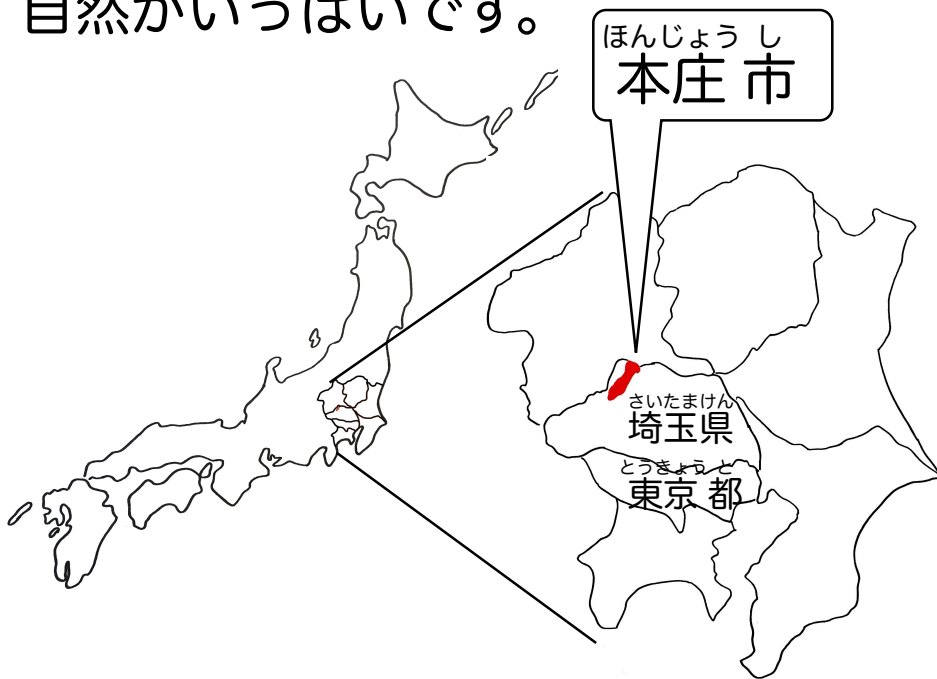 自然がいっぱいです。
ほんじょう し
本庄 市
さいたまけん
埼玉県
とうきょう と
東京 都